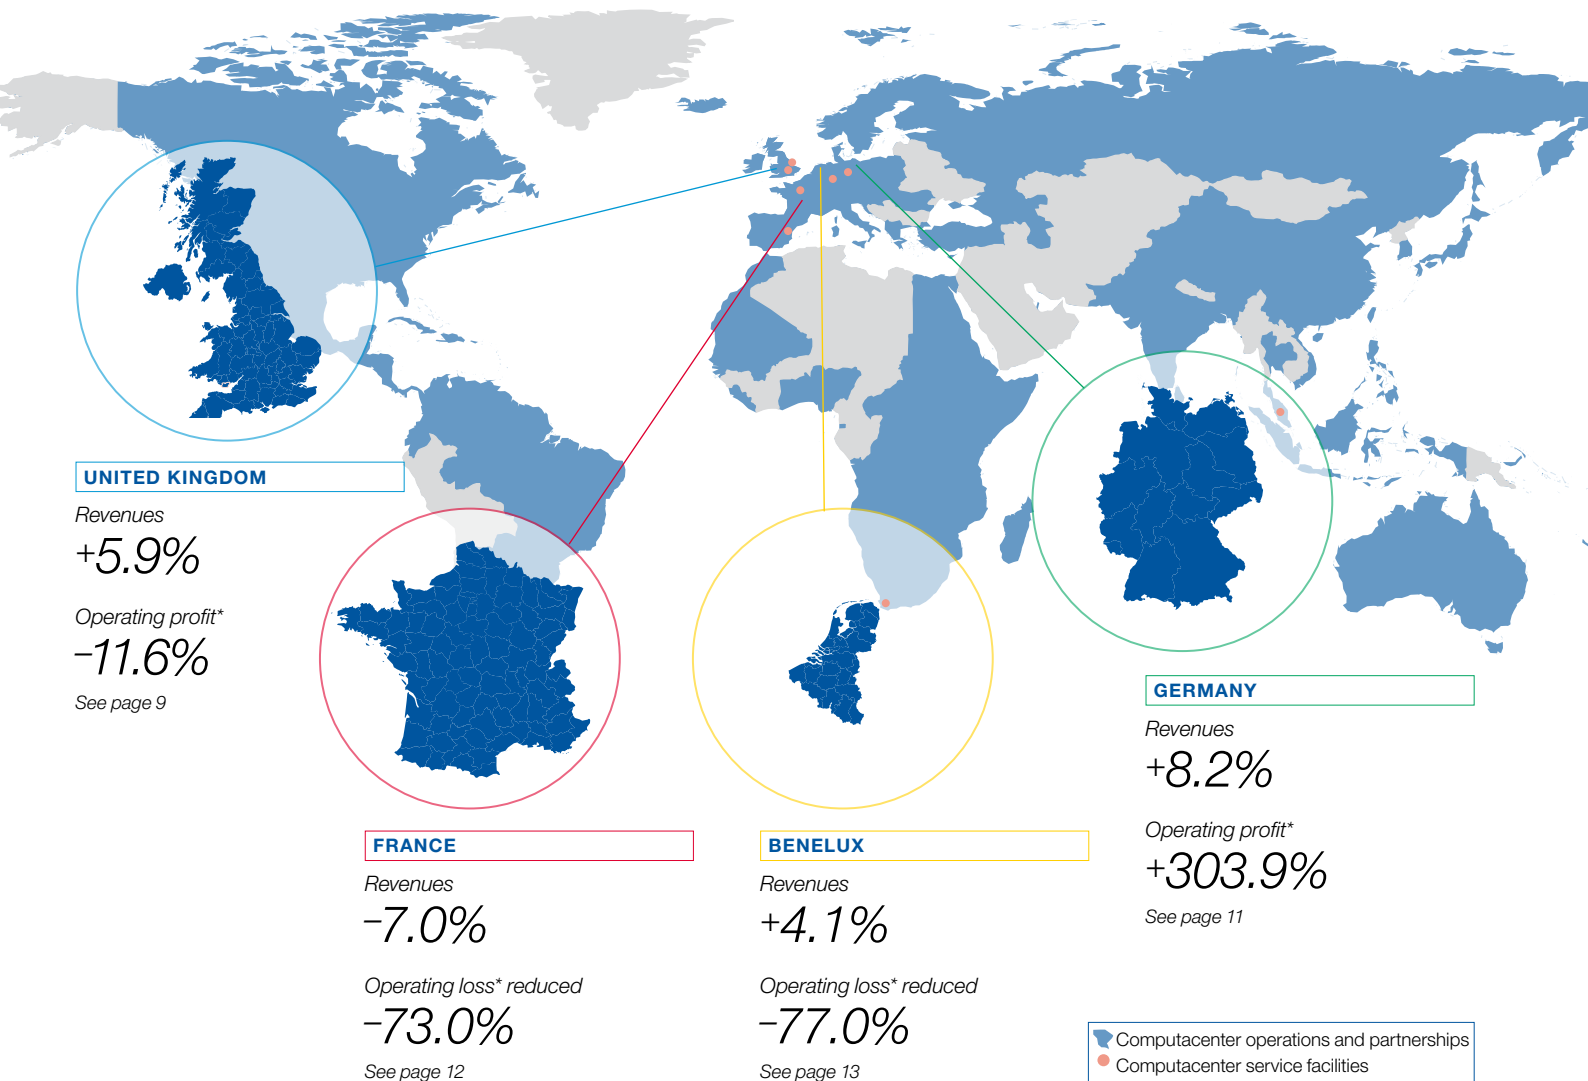 UNITED KINGDOM
Revenues
+5.9%
Operating profit*
–11.6%
See page 9
FRANCE
Revenues
–7.0%
Operating loss* reduced
–73.0%
See page 12
BENELUX
Revenues
+4.1%
Operating loss* reduced
–77.0%
See page 13
GERMANY
Revenues
+8.2%
Operating profit*
+303.9%
See page 11
Computacenter operations and partnerships
Computacenter service facilities